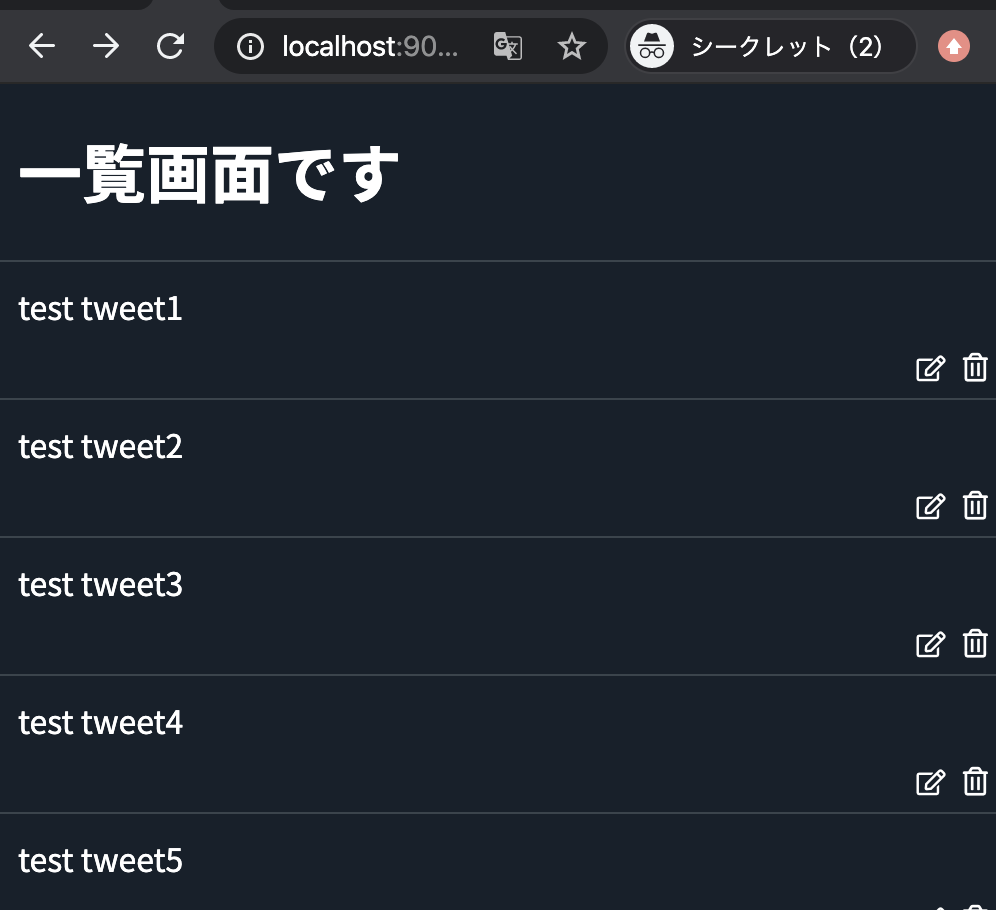 localhost:90...
シークレット（2）
一覧画面です
test tweet1
test tweet2
test tweet3
test tweet4
test tweet5